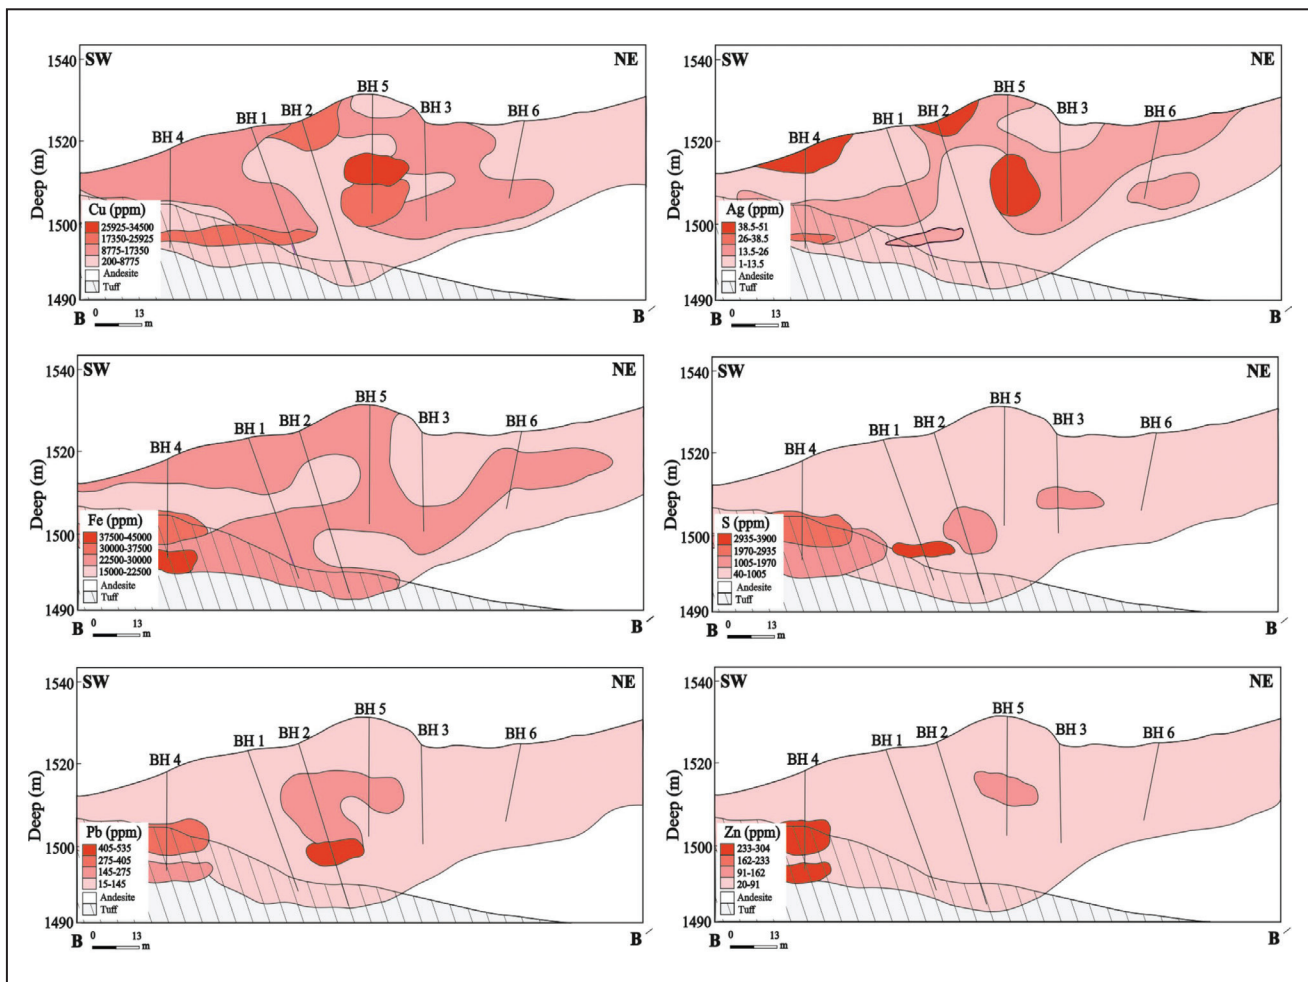 SW NE
1540
1520
1500
1490
Deep (m)
BH 4
BH 1
BH 2
BH 5
BH 3
BH 6
Cu (ppm)
25925-34500
17350-25925
8775-17350
200-8775
Andesite
Tuff
B 0 13 m B´
SW NE
1540
1520
1500
1490
Deep (m)
BH 4
BH 1
BH 2
BH 5
BH 3
BH 6
Ag (ppm)
38.5-51
26-38.5
13.5-26
1-13.5
Andesite
Tuff
B 0 13 m B´
SW NE
1540
1520
1500
1490
Deep (m)
BH 4
BH 1
BH 2
BH 5
BH 3
BH 6
Fe (ppm)
37500-45000
30000-37500
22500-30000
15000-22500
Andesite
Tuff
B 0 13 m B´
SW NE
1540
1520
1500
1490
Deep (m)
BH 4
BH 1
BH 2
BH 5
BH 3
BH 6
S (ppm)
2935-3900
1970-2935
1005-1970
40-1005
Andesite
Tuff
B 0 13 m B´
SW NE
1540
1520
1500
1490
Deep (m)
BH 4
BH 1
BH 2
BH 5
BH 3
BH 6
Pb (ppm)
405-535
275-405
145-275
15-145
Andesite
Tuff
B 0 13 m B´
SW NE
1540
1520
1500
1490
Deep (m)
BH 4
BH 1
BH 2
BH 5
BH 3
BH 6
Zn (ppm)
233-304
162-233
91-162
20-91
Andesite
Tuff
B 0 13 m B´